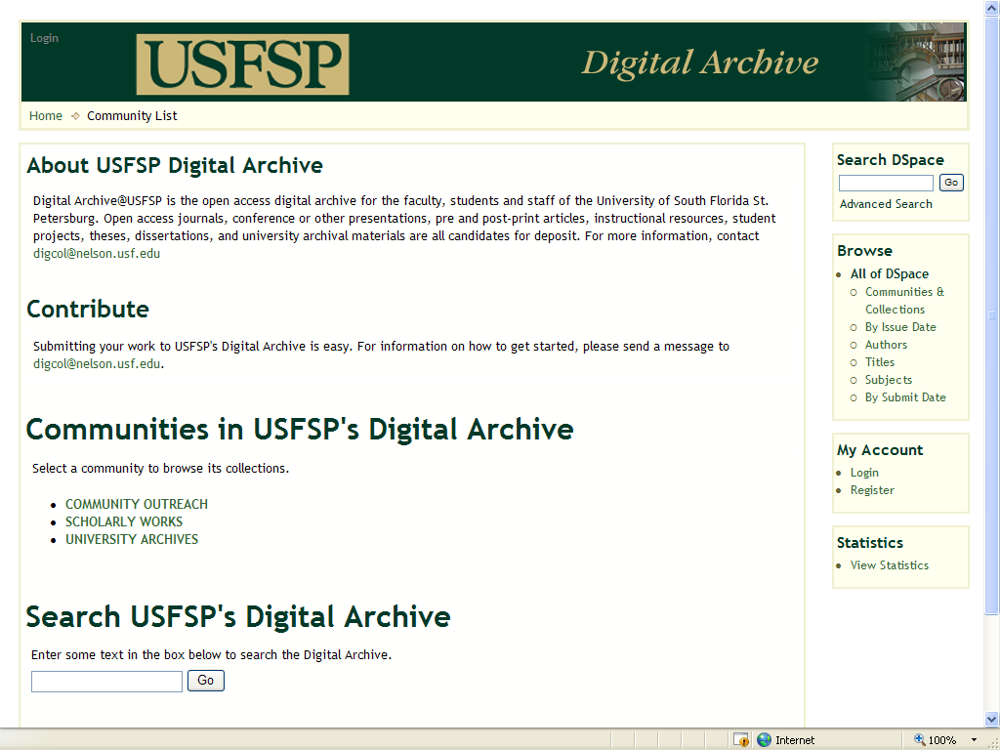 Login
USFSP
Digital Archive
Home
Community List
About USFSP Digital Archive
Digital Archive@USFSP is the open access digital archive for the faculty, students and staff of the University of South Florida St.
Petersburg. Open access journals, conference or other presentations, pre and post-print articles, instructional resources, student
projects, theses, dissertations, and university archival materials are all candidates for deposit. For more information, contact
digcol@nelson.usf.edu
Contribute
Submitting your work to USFSP's Digital Archive is easy. For information on how to get started, please send a message to
digcol@nelson.usf.edu.
Communities in USFSP's Digital Archive
Select a community to browse its collections.
COMMUNITY OUTREACH
SCHOLARLY WORKS
UNIVERSITY ARCHIVES
Search USFSP's Digital Archive
Enter some text in the box below to search the Digital Archive.
Go
Search DSpace
Go
Advanced Search
Browse
All of DSpace
Communities &
Collections
By Issue Date
Authors
Titles
Subjects
By Submit Date
My Account
Login
Register
Statistics
View Statistics
Internet
100%